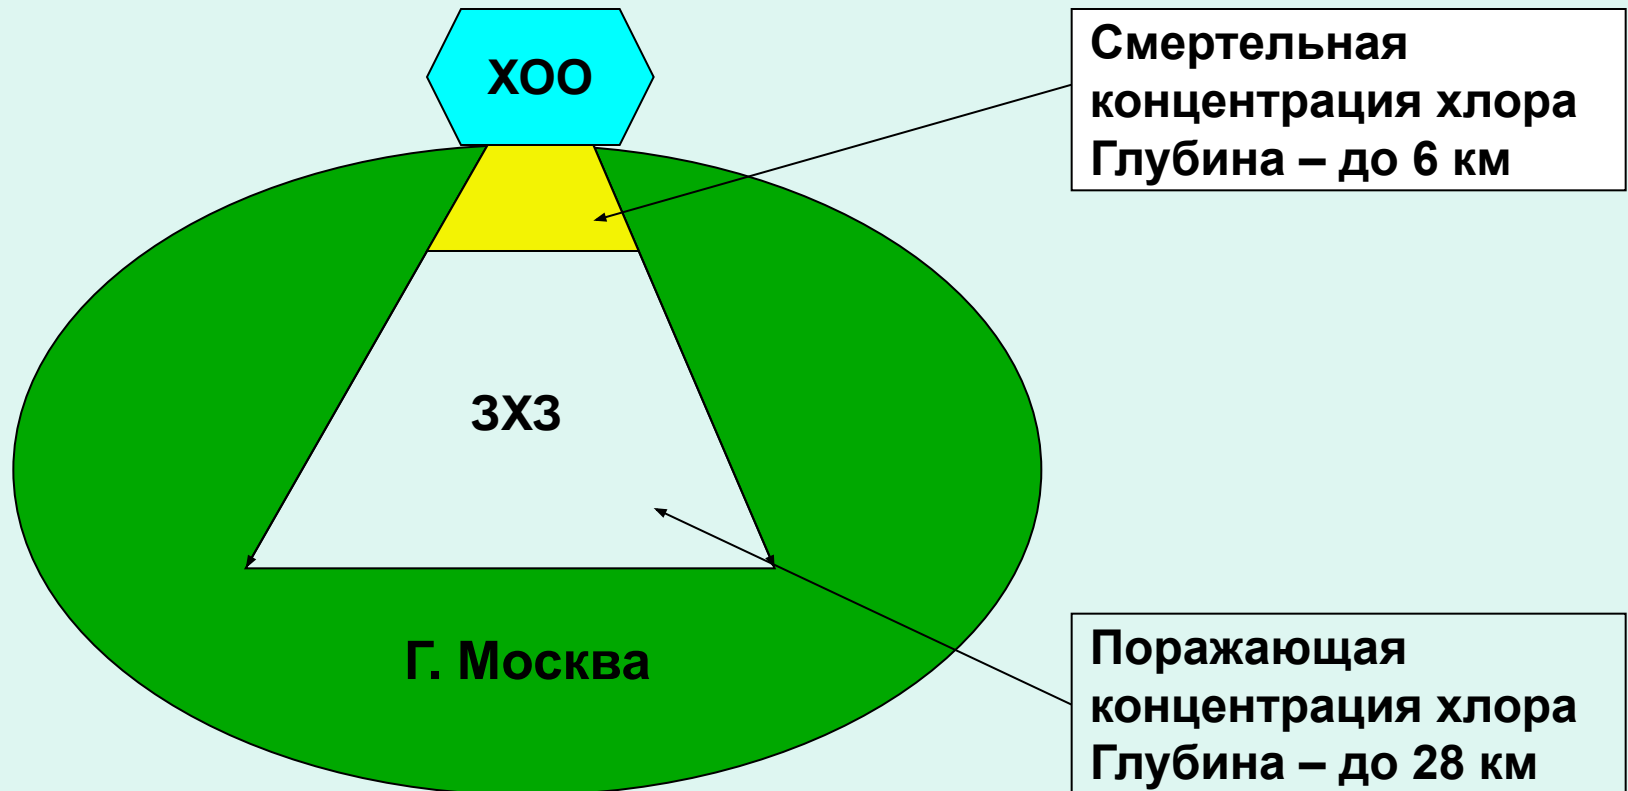 ХОО
Смертельная
концентрация хлора
Глубина – до 6 км
ЗХЗ
Г. Москва
Поражающая
концентрация хлора
Глубина – до 28 км